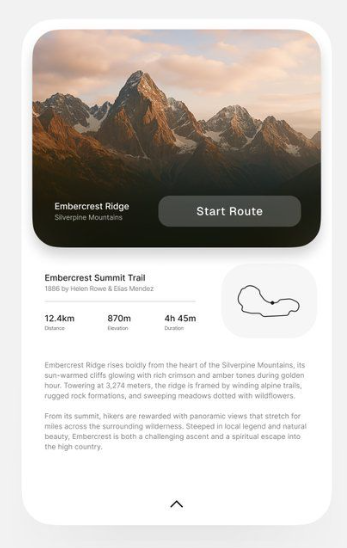 Embercrest Ridge
Silverpine Mountains
Start Route
Embercrest Summit Trail
1886 by Helen Rowe & Elias Mendez
12.4km
870m
4h 45m
Distance
Elevation
Duration
Embercrest Ridge rises boldly from the heart of the Silverpine Mountains, its
sun-warmed cliffs glowing with rich crimson and amber tones during golden
hour. Towering at 3,274 meters, the ridge is framed by winding alpine trails,
rugged rock formations, and sweeping meadows dotted with wildflowers.
From its summit, hikers are rewarded with panoramic views that stretch for
miles across the surrounding wilderness. Steeped in local legend and natural
beauty, Embercrest is both a challenging ascent and a spiritual escape into
the high country.